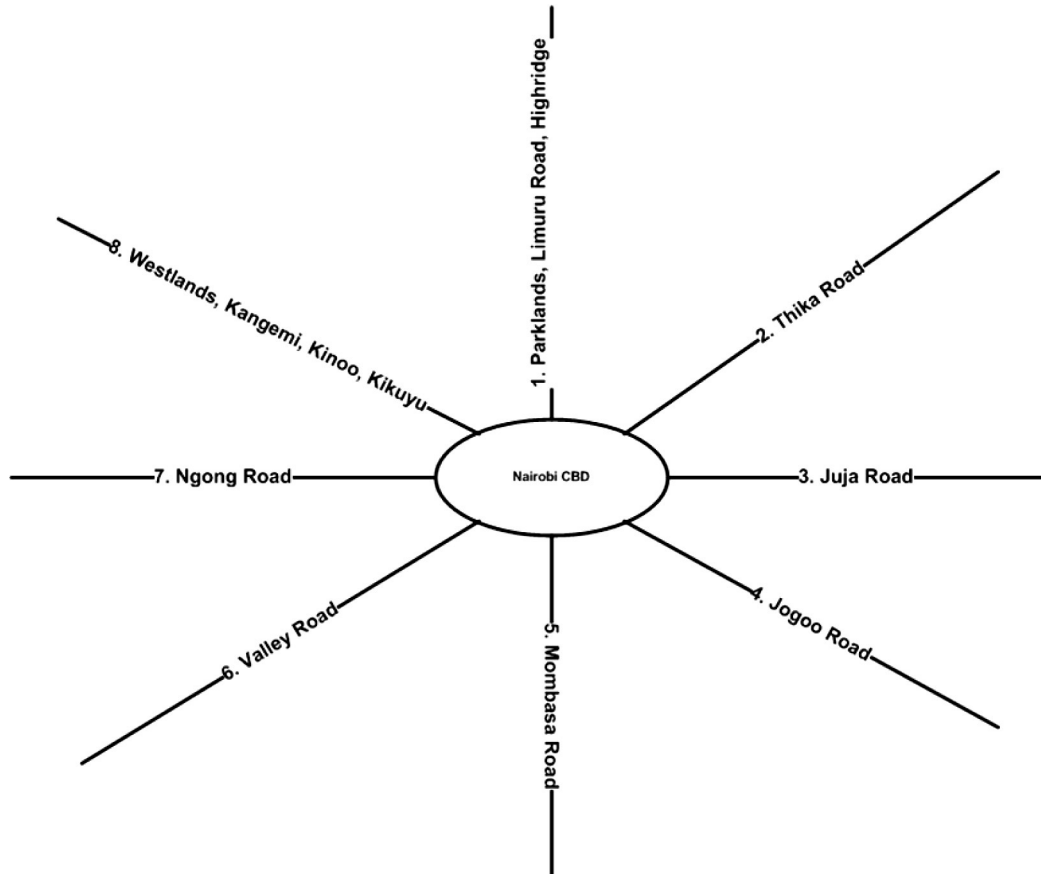 1. Parklands, Limuru Road, Highridge
2. Thika Road
8. Westlands, Kangemi, Kinoo, Kikuyu
7. Ngong Road
Nairobi CBD
3. Juja Road
4. Jogoo Road
6. Valley Road
5. Mombasa Road